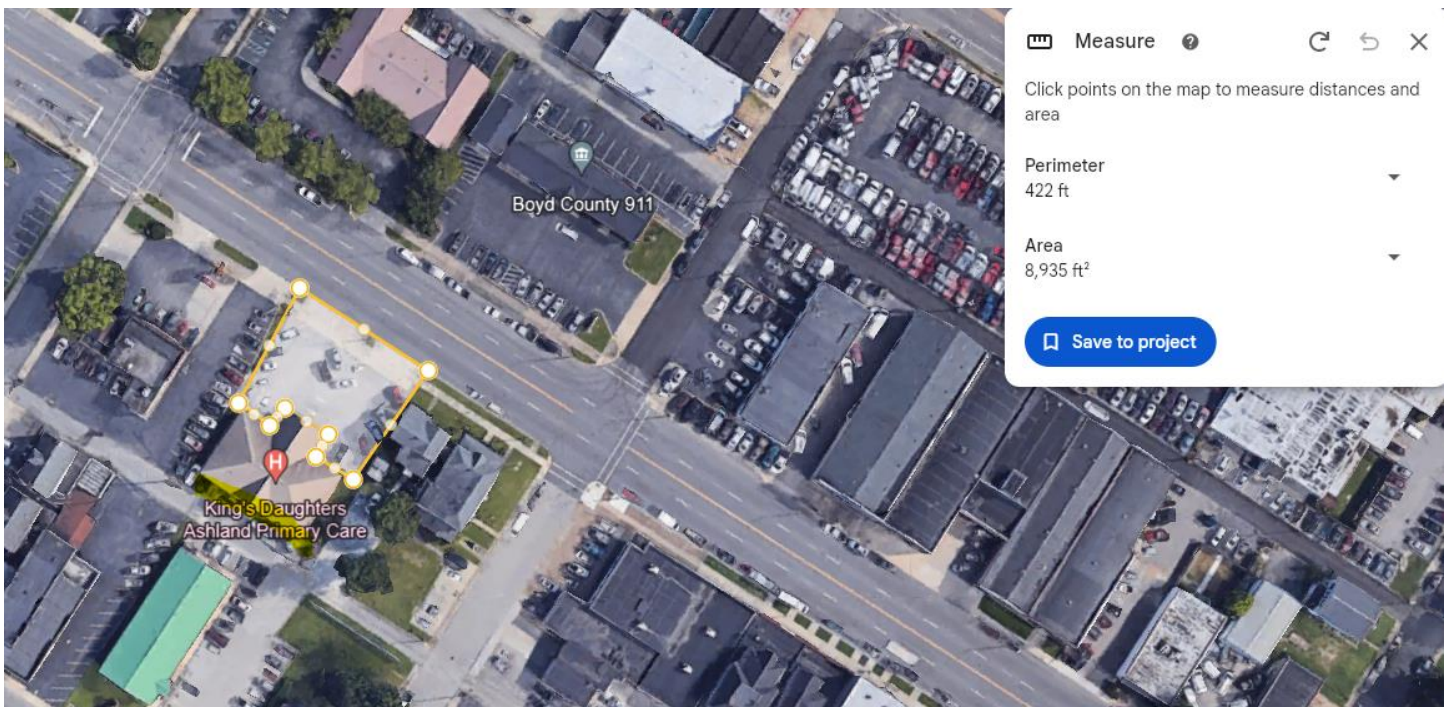 Measure
Click points on the map to measure distances and
area
Perimeter
422 ft
Area
8,935 ft²
Save to project
Boyd County 911
H
King's Daughters
Ashland Primary Care